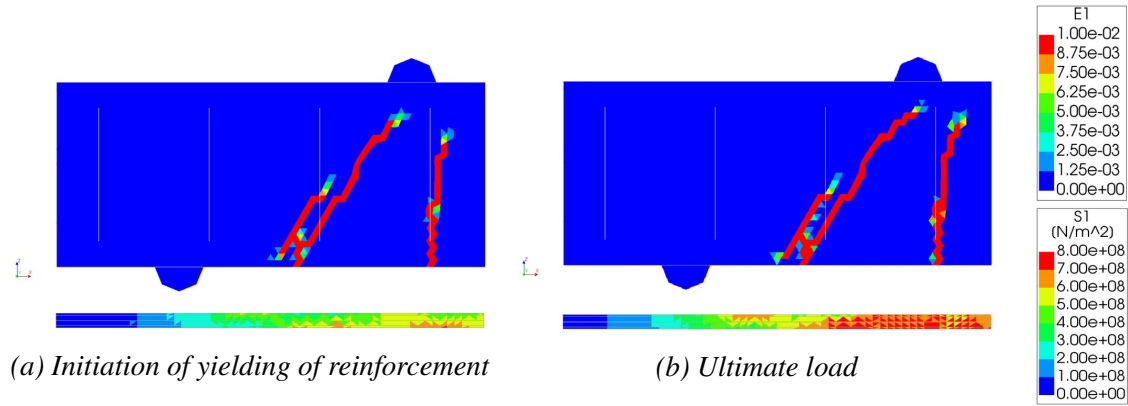 E1
1.00e-02
8.75e-03
7.50e-03
6.25e-03
5.00e-03
3.75e-03
2.50e-03
1.25e-03
0.00e+00
S1
(N/m^2)
8.00e+08
7.00e+08
6.00e+08
5.00e+08
4.00e+08
3.00e+08
2.00e+08
1.00e+08
0.00e+00
(a) Initiation of yielding of reinforcement
(b) Ultimate load